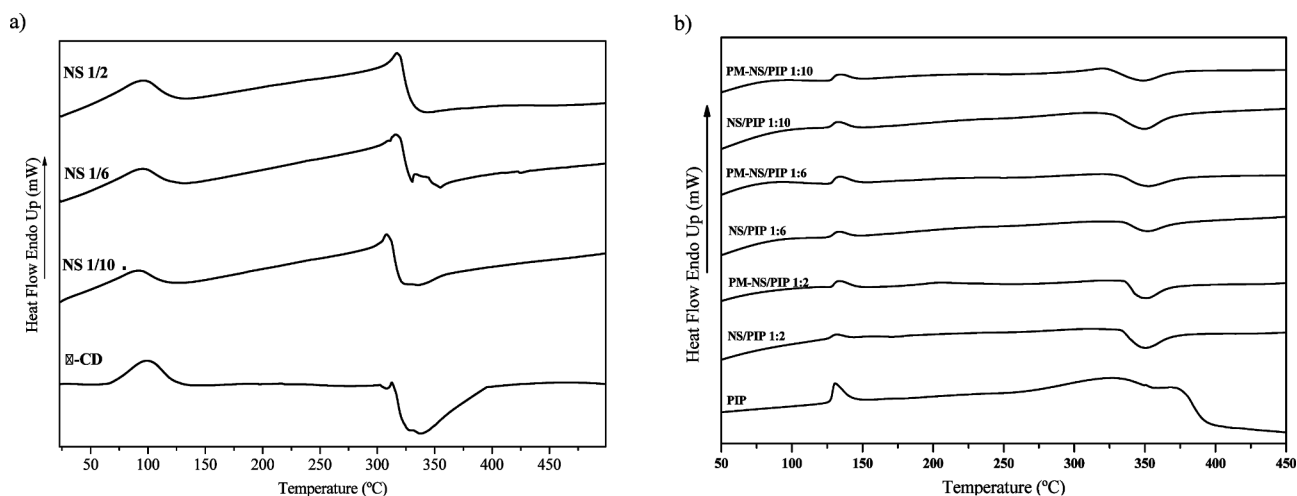 a)
NS 1/2
NS 1/6
NS 1/10
-CD
Heat Flow Endo Up (mW)
50 100 150 200 250 300 350 400 450
Temperature (ºC)
b)
PM-NS/PIP 1:10
NS/PIP 1:10
PM-NS/PIP 1:6
NS/PIP 1:6
PM-NS/PIP 1:2
NS/PIP 1:2
PIP
Heat Flow Endo Up (mW)
50 100 150 200 250 300 350 400 450
Temperature (ºC)